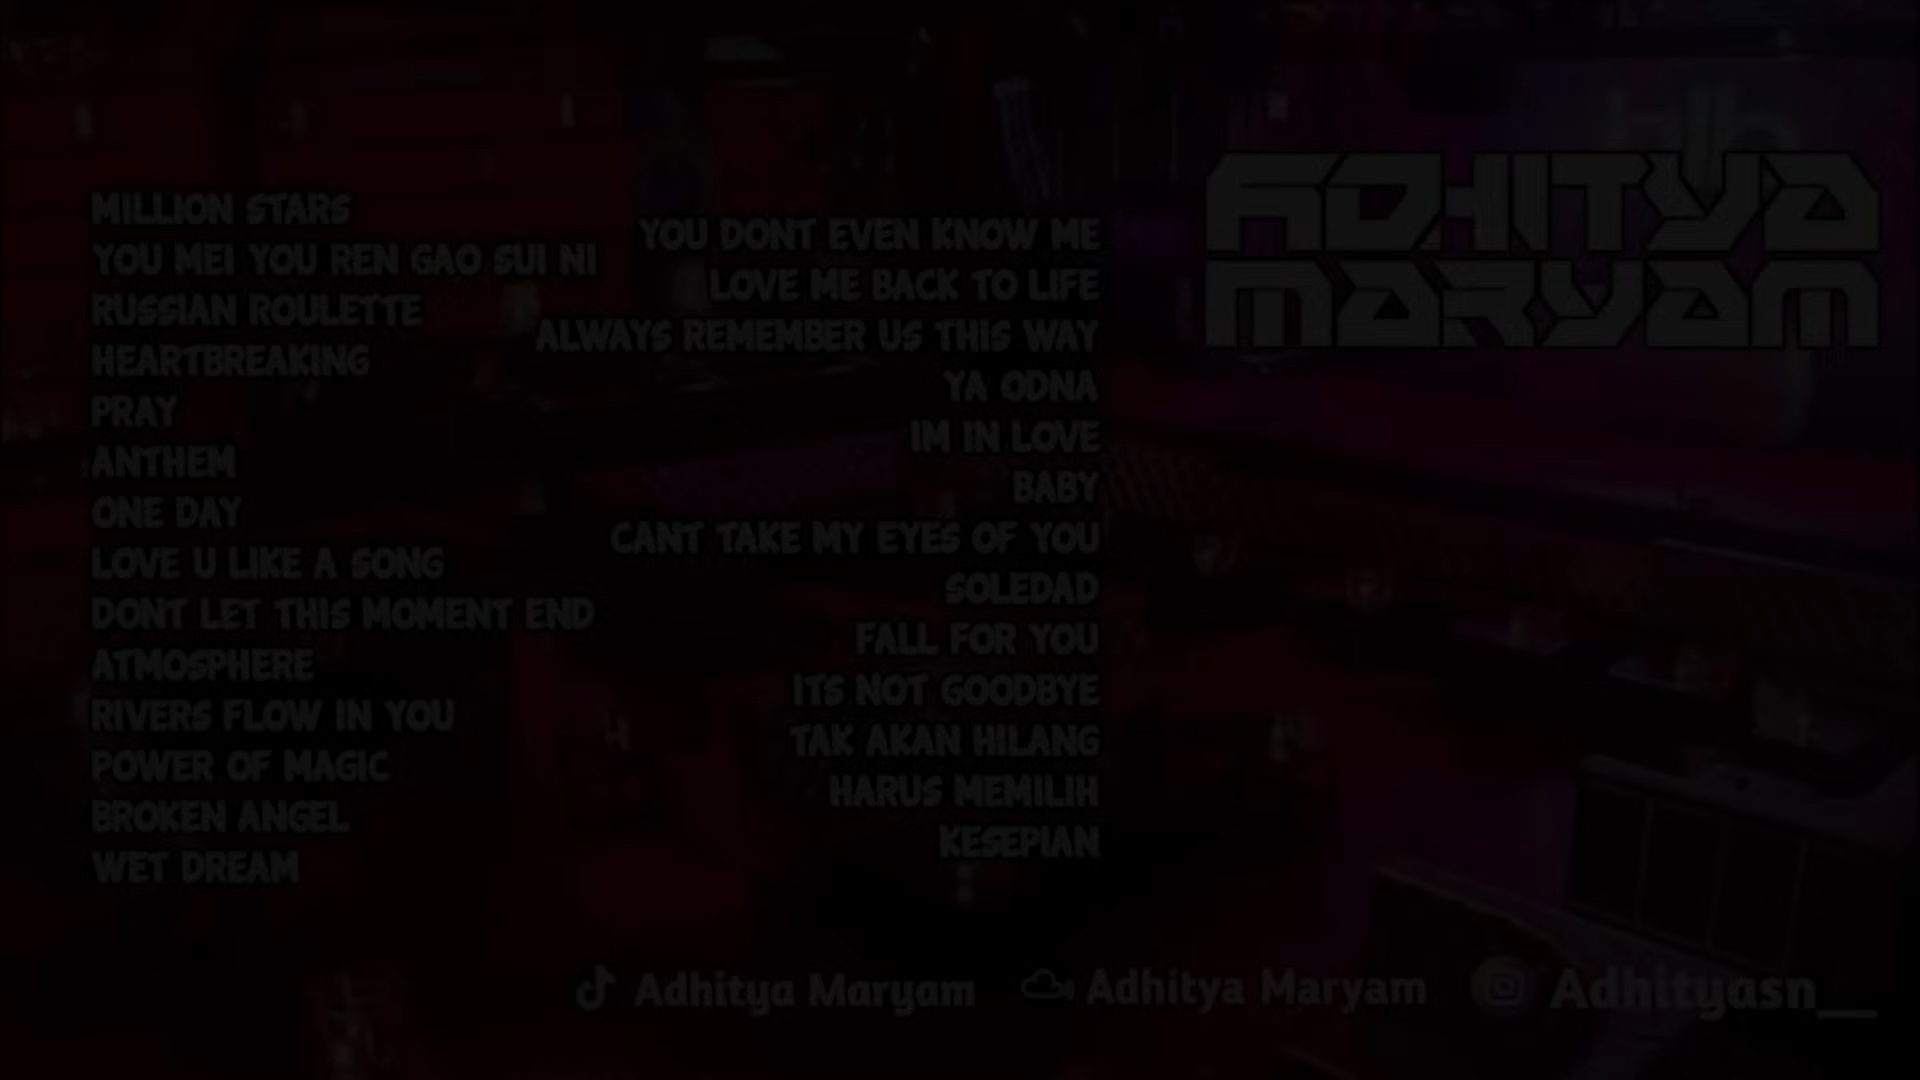 MILLION STARS
YOU MEI YOU REN GAO SUI NI
RUSSIAN ROULETTE
HEARTBREAKING
PRAY
ANTHEM
ONE DAY
LOVE U LIKE A SONG
DONT LET THIS MOMENT END
ATMOSPHERE
RIVERS FLOW IN YOU
POWER OF MAGIC
BROKEN ANGEL
WET DREAM
YOU DONT EVEN KNOW ME
LOVE ME BACK TO LIFE
ALWAYS REMEMBER US THIS WAY
YA ODNA
IM IN LOVE
BABY
CANT TAKE MY EYES OF YOU
SOLEDAD
FALL FOR YOU
ITS NOT GOODBYE
TAK AKAN HILANG
HARUS MEMILIH
KESEPIAN
ADHITYA
MARYAM
Adhitya Maryam
Adhitya Maryam
Adhityasn__